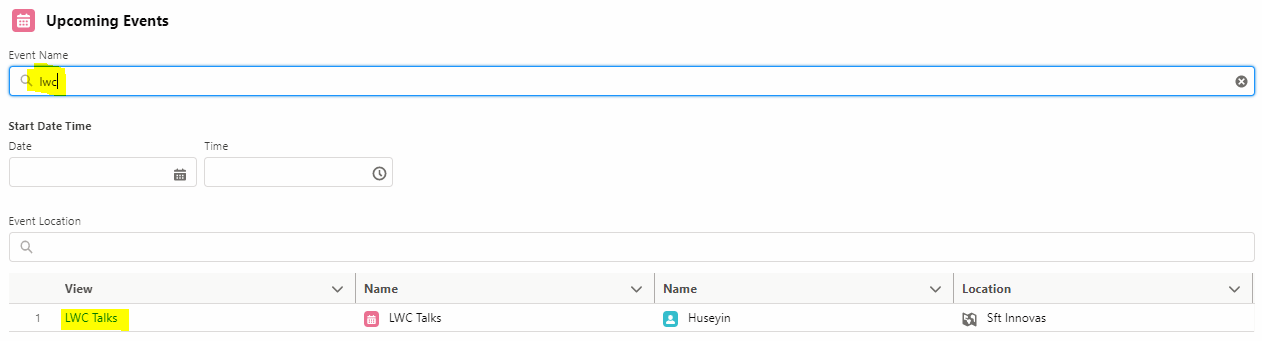 Upcoming Events
Event Name
lwc
Start Date Time
Date Time
Event Location
View Name Name Location
1 LWC Talks LWC Talks Huseyin Sft Innovas